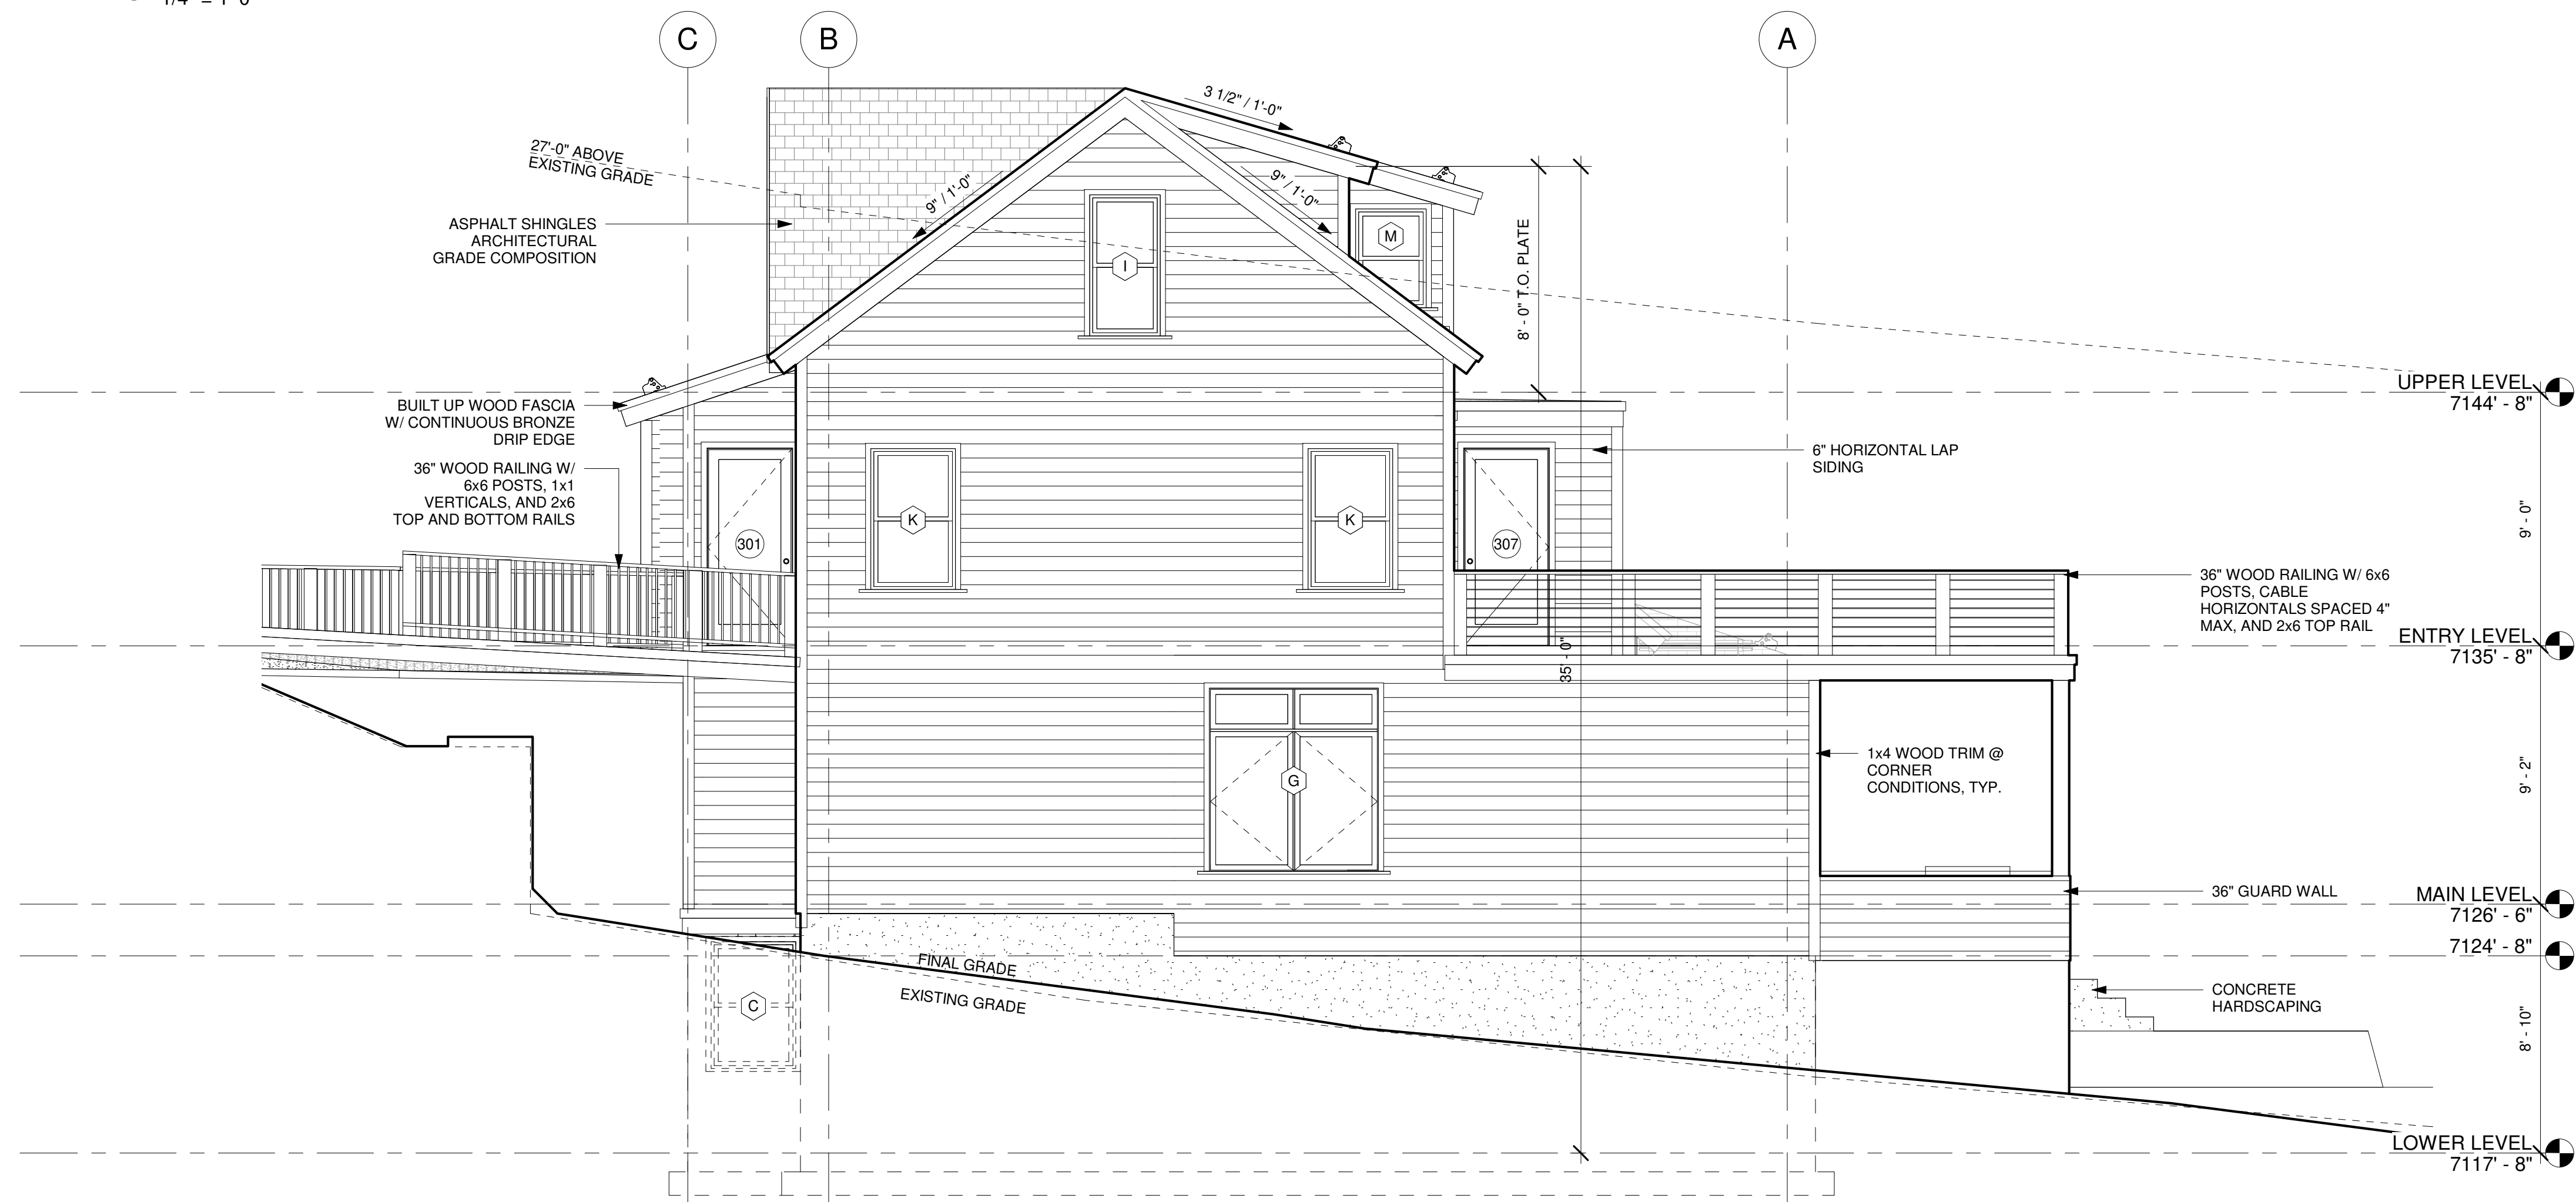 1/4" = 1'-0"
C
B
A
3 1/2" / 1'-0"
27'-0" ABOVE
EXISTING GRADE
9" / 1'-0"
9" / 1'-0"
ASPHALT SHINGLES
ARCHITECTURAL
GRADE COMPOSITION
I
M
8' - 0" T.O. PLATE
UPPER LEVEL
7144' - 8"
BUILT UP WOOD FASCIA
W/ CONTINUOUS BRONZE
DRIP EDGE
36" WOOD RAILING W/
6x6 POSTS, 1x1
VERTICALS, AND 2x6
TOP AND BOTTOM RAILS
6" HORIZONTAL LAP
SIDING
301
K
K
307
9' - 0"
36" WOOD RAILING W/ 6x6
POSTS, CABLE
HORIZONTALS SPACED 4"
MAX, AND 2x6 TOP RAIL
ENTRY LEVEL
7135' - 8"
35' - 0"
G
1x4 WOOD TRIM @
CORNER
CONDITIONS, TYP.
9' - 2"
36" GUARD WALL
MAIN LEVEL
7126' - 6"
7124' - 8"
FINAL GRADE
EXISTING GRADE
C
CONCRETE
HARDSCAPING
8' - 10"
LOWER LEVEL
7117' - 8"